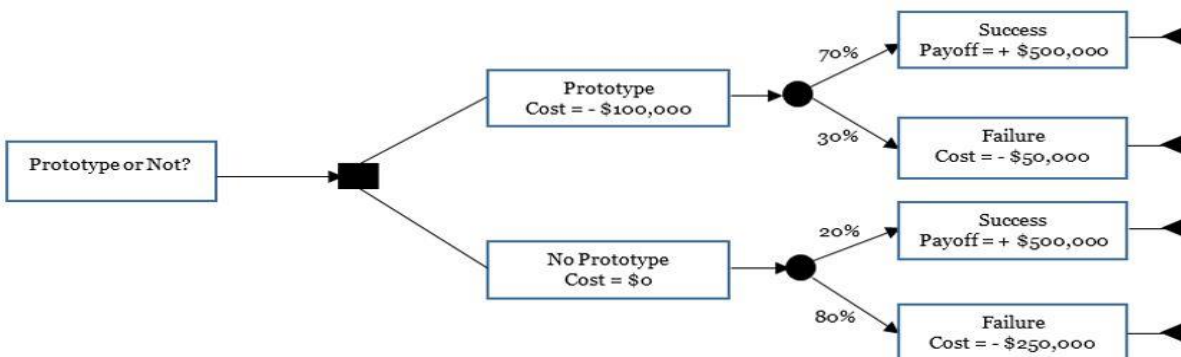 Prototype or Not?
Prototype
Cost = - $100,000
No Prototype
Cost = $0
70%
30%
20%
80%
Success
Payoff = + $500,000
Failure
Cost = - $50,000
Success
Payoff = + $500,000
Failure
Cost = - $250,000